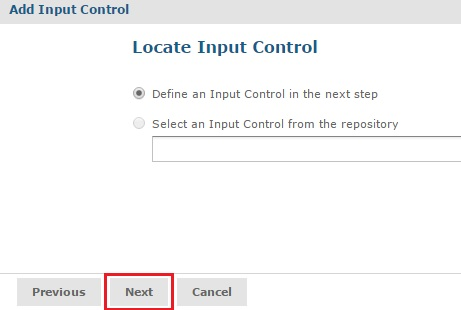 Add Input Control
Locate Input Control
Define an Input Control in the next step
Select an Input Control from the repository
Previous Next Cancel